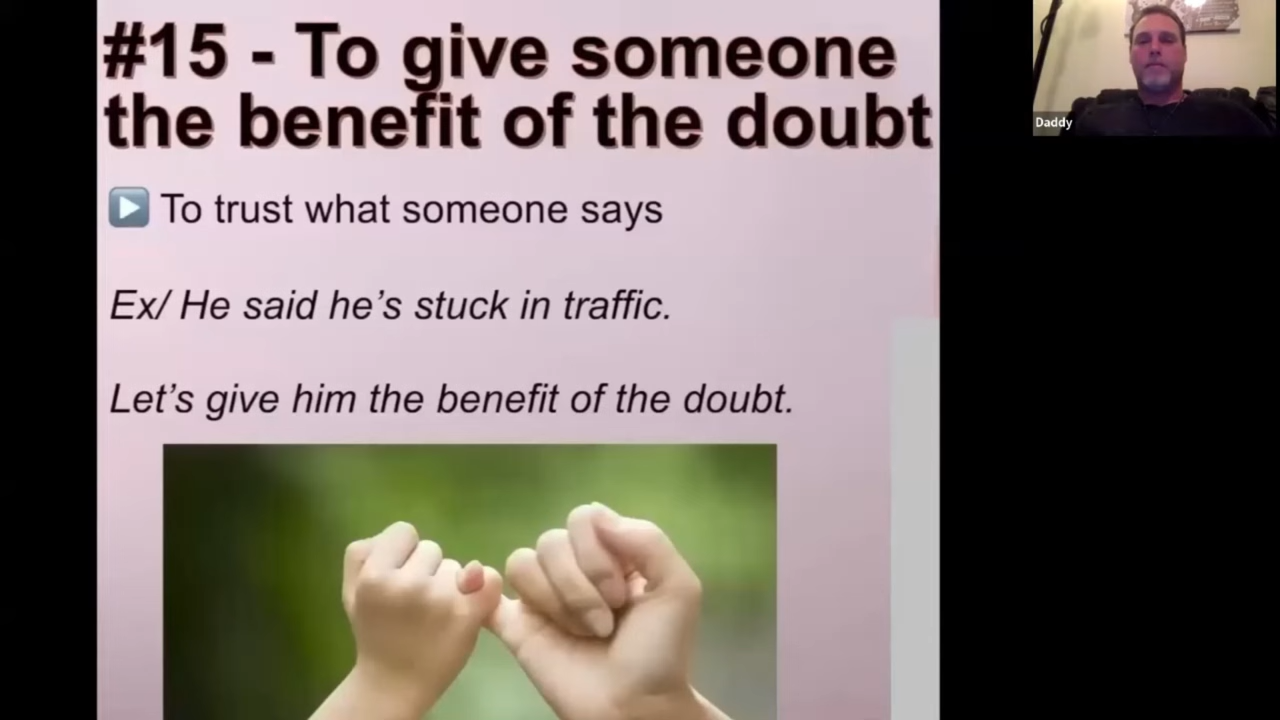 #15 - To give someone
the benefit of the doubt
To trust what someone says
Ex/ He said he’s stuck in traffic.
Let’s give him the benefit of the doubt.
Daddy